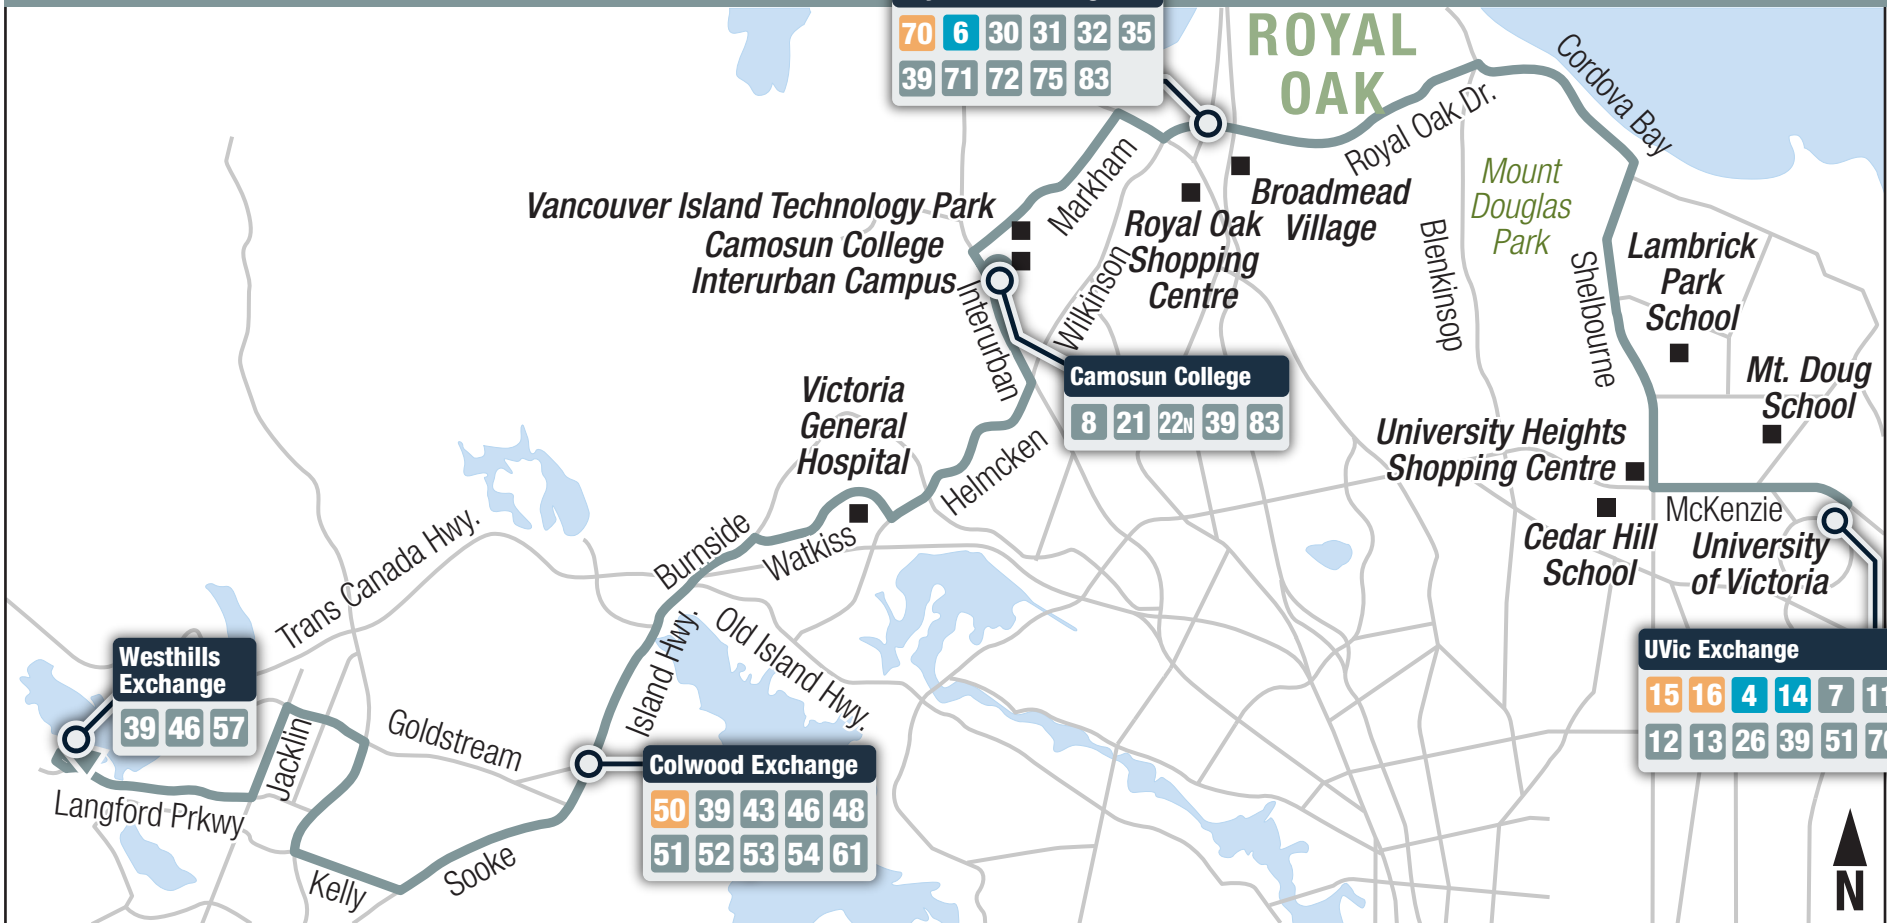 70 6 30 31 32 35
39 71 72 75 83
ROYAL
OAK
Cordova Bay
Royal Oak Dr.
Markham
Mount
Douglas
Park
Broadmead
Village
Vancouver Island Technology Park
Camosun College
Interurban Campus
Royal Oak
Shopping
Centre
Wilkinson
Interurban
Blenkinsop
Shelbourne
Lambrick
Park
School
Mt. Doug
School
Camosun College
8 21 22N 39 83
Victoria
General
Hospital
Helmcken
University Heights
Shopping Centre
McKenzie
Cedar Hill
School
University
of Victoria
Burnside
Watkiss
Trans Canada Hwy.
Old Island Hwy.
Island Hwy.
UVic Exchange
15 16 4 14 7 11
12 13 26 39 51
Westhills
Exchange
39 46 57
Jacklin
Goldstream
Langford Prkwy
Colwood Exchange
50 39 43 46 48
51 52 53 54 61
Sooke
Kelly
N